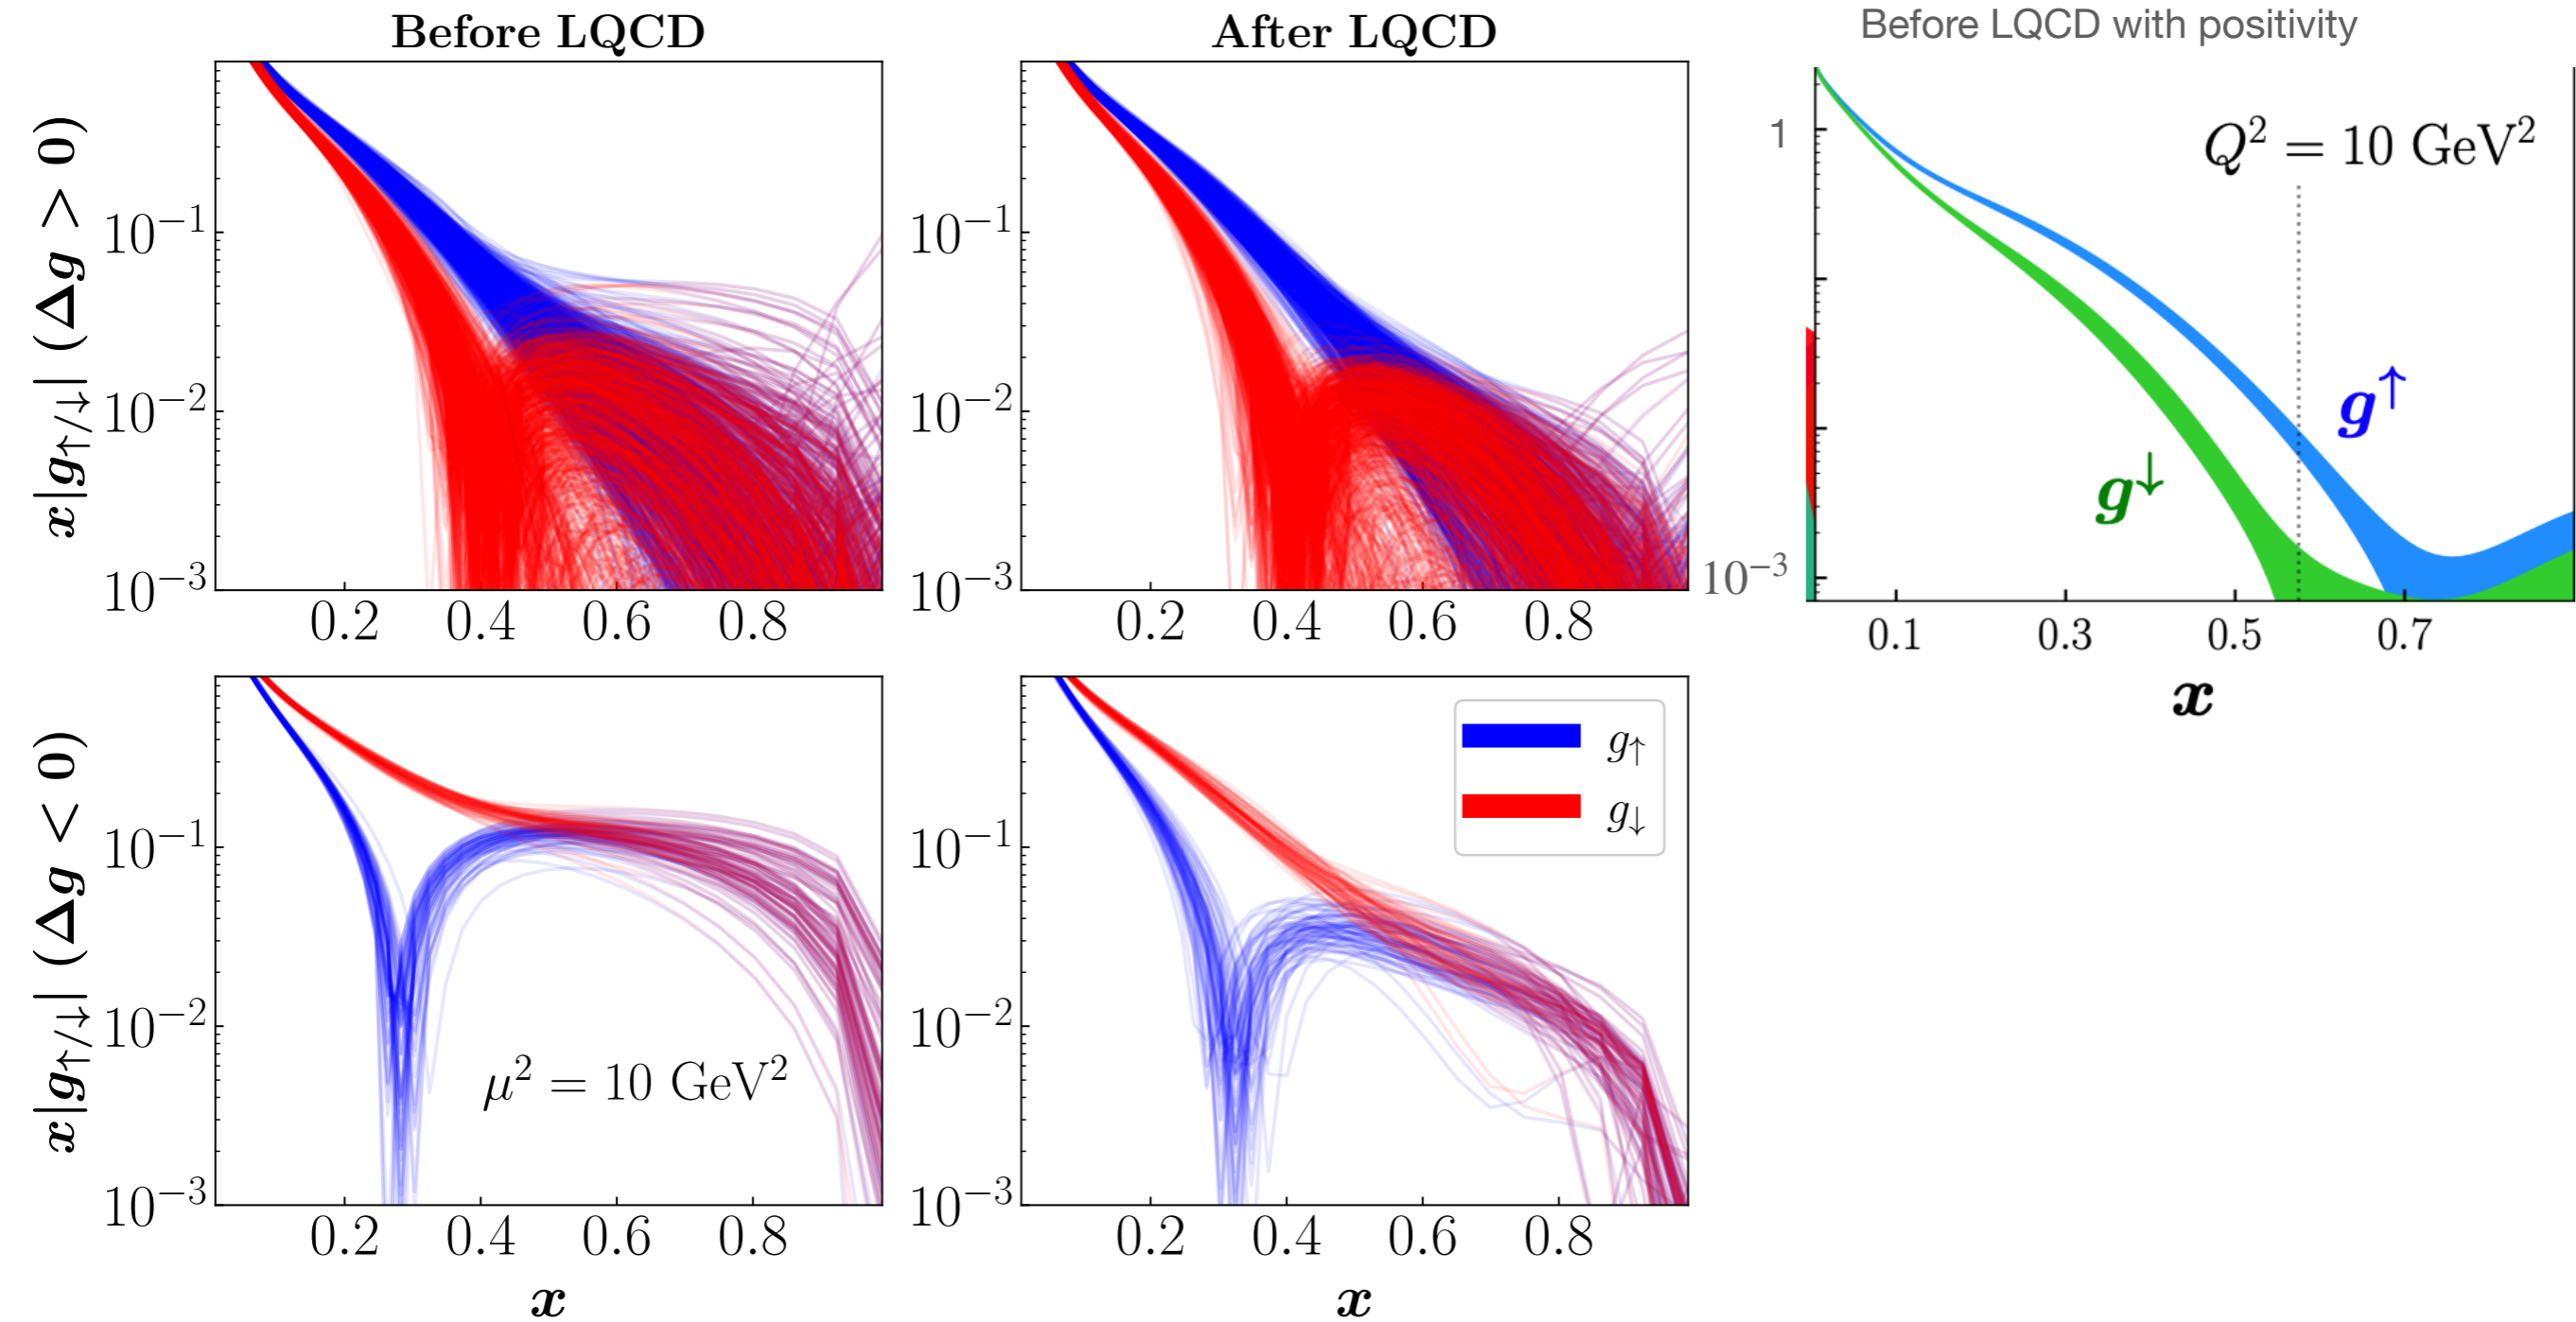 Before LQCD
After LQCD
Before LQCD with positivity
x|g↑/↓| (Δg > 0)
10⁻¹
10⁻²
10⁻³
0.2 0.4 0.6 0.8
10⁻¹
10⁻²
10⁻³
0.2 0.4 0.6 0.8
1
10⁻³
Q² = 10 GeV²
g↑
g↓
0.1 0.3 0.5 0.7
x
x|g↑/↓| (Δg < 0)
10⁻¹
10⁻²
10⁻³
μ² = 10 GeV²
0.2 0.4 0.6 0.8
x
10⁻¹
10⁻²
10⁻³
g↑
g↓
0.2 0.4 0.6 0.8
x